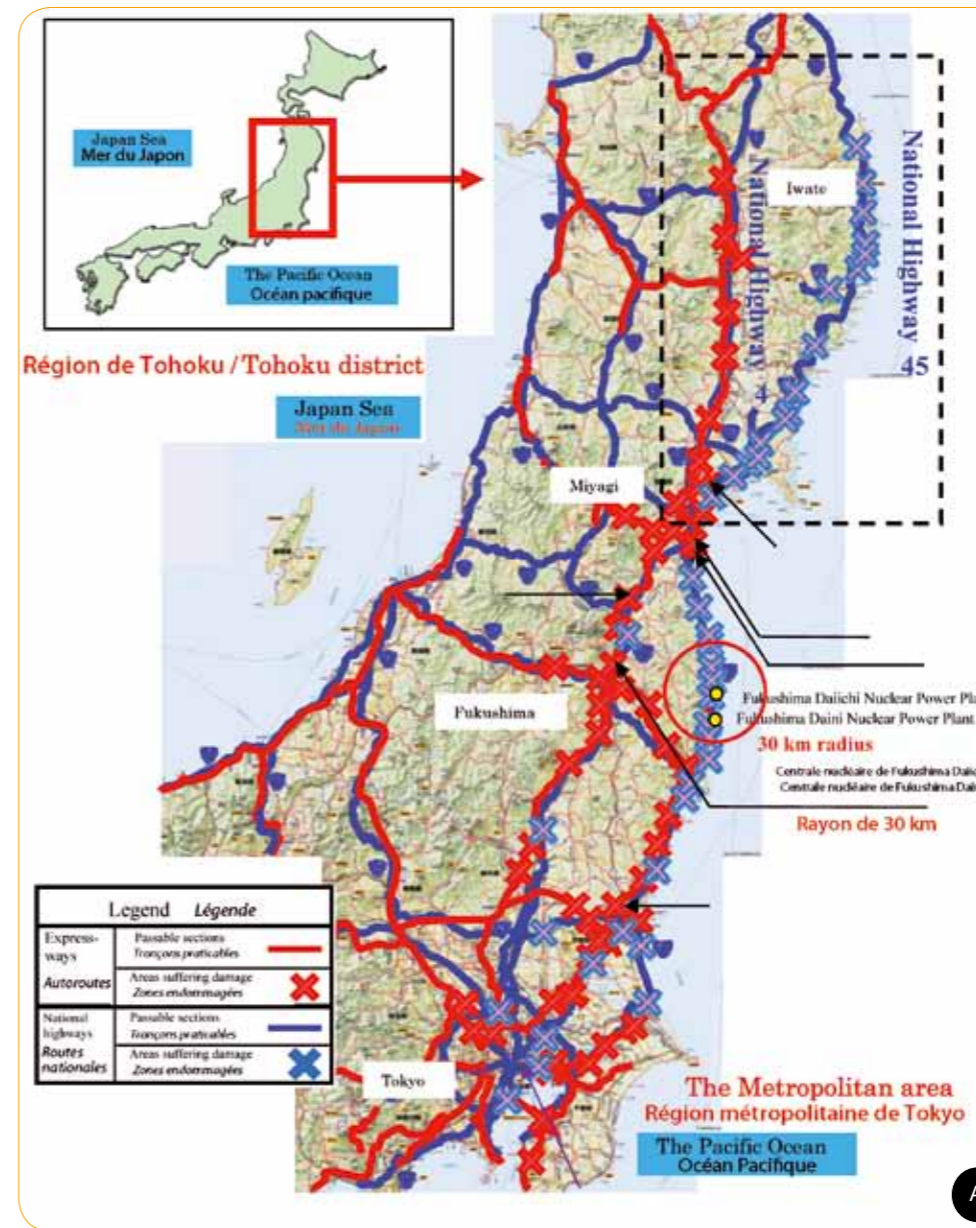 Japan Sea
Mer du Japon
The Pacific Ocean
Océan pacifique
Région de Tohoku / Tohoku district
Japan Sea
Mer du Japon
Iwate
National Highway 4
National Highway 45
Miyagi
Fukushima
Fukushima Daiichi Nuclear Power Pla
Fukushima Daini Nuclear Power Plant
30 km radius
Centrale nucléaire de Fukushima Daiic
Centrale nucléaire de Fukushima Dai
Rayon de 30 km
Legend Légende
Express-
ways
Autoroutes
Passable sections
Tronçons praticables
Areas suffering damage
Zones endommagées
National
highways
Routes
nationales
Passable sections
Tronçons praticables
Areas suffering damage
Zones endommagées
Tokyo
The Metropolitan area
Région métropolitaine de Tokyo
The Pacific Ocean
Océan Pacifique
A